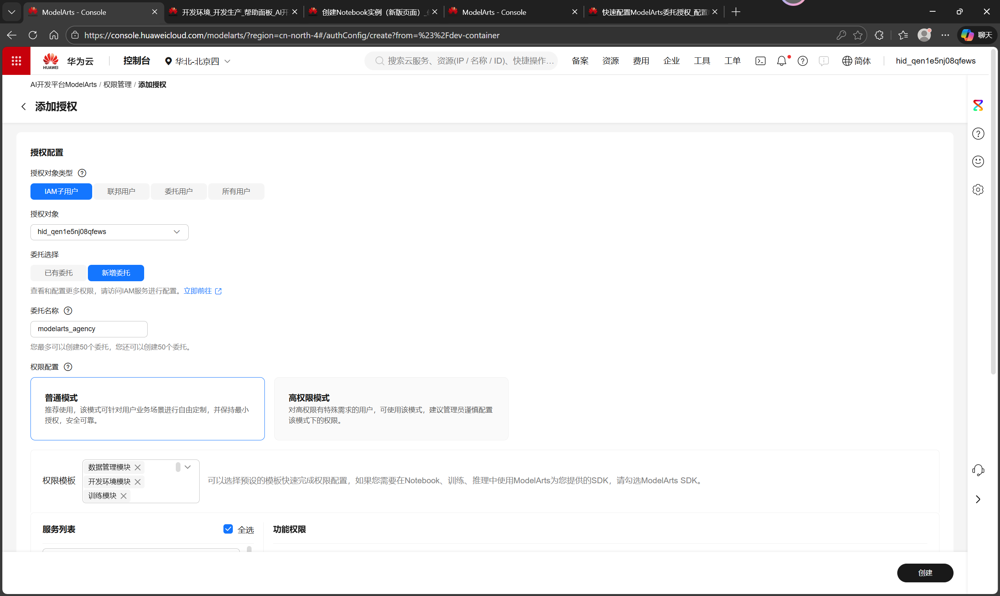 ModelArts - Console
开发环境_开发生产_帮助面板_AI开
创建Notebook实例（新版页面）_
ModelArts - Console
快速配置ModelArts委托授权_配置
https://console.huaweicloud.com/modelarts/?region=cn-north-4#/authConfig/create?from=%23%2Fdev-container
聊天
HUAWEI
华为云
控制台
华北-北京四
搜索云服务、资源(IP / 名称 / ID)、快捷操作...
备案
资源
费用
企业
工具
工单
简体
hid_qen1e5nj08qfews
AI开发平台ModelArts / 权限管理 / 添加授权
添加授权
授权配置
授权对象类型
IAM子用户
联邦用户
委托用户
所有用户
授权对象
hid_qen1e5nj08qfews
委托选择
已有委托
新增委托
查看和配置更多权限，请访问IAM服务进行配置。立即前往
委托名称
modelarts_agency
您最多可以创建50个委托，您还可以创建50个委托。
权限配置
普通模式
推荐使用，该模式可针对用户业务场景进行自由定制，并保持最小
授权，安全可靠。
高权限模式
对高权限有特殊需求的用户，可使用该模式，建议管理员谨慎配置
该模式下的权限。
权限模板
数据管理模块
开发环境模块
训练模块
可以选择预设的模板快速完成权限配置，如果您需要在Notebook、训练、推理中使用ModelArts为您提供的SDK，请勾选ModelArts SDK。
服务列表
全选
功能权限
创建